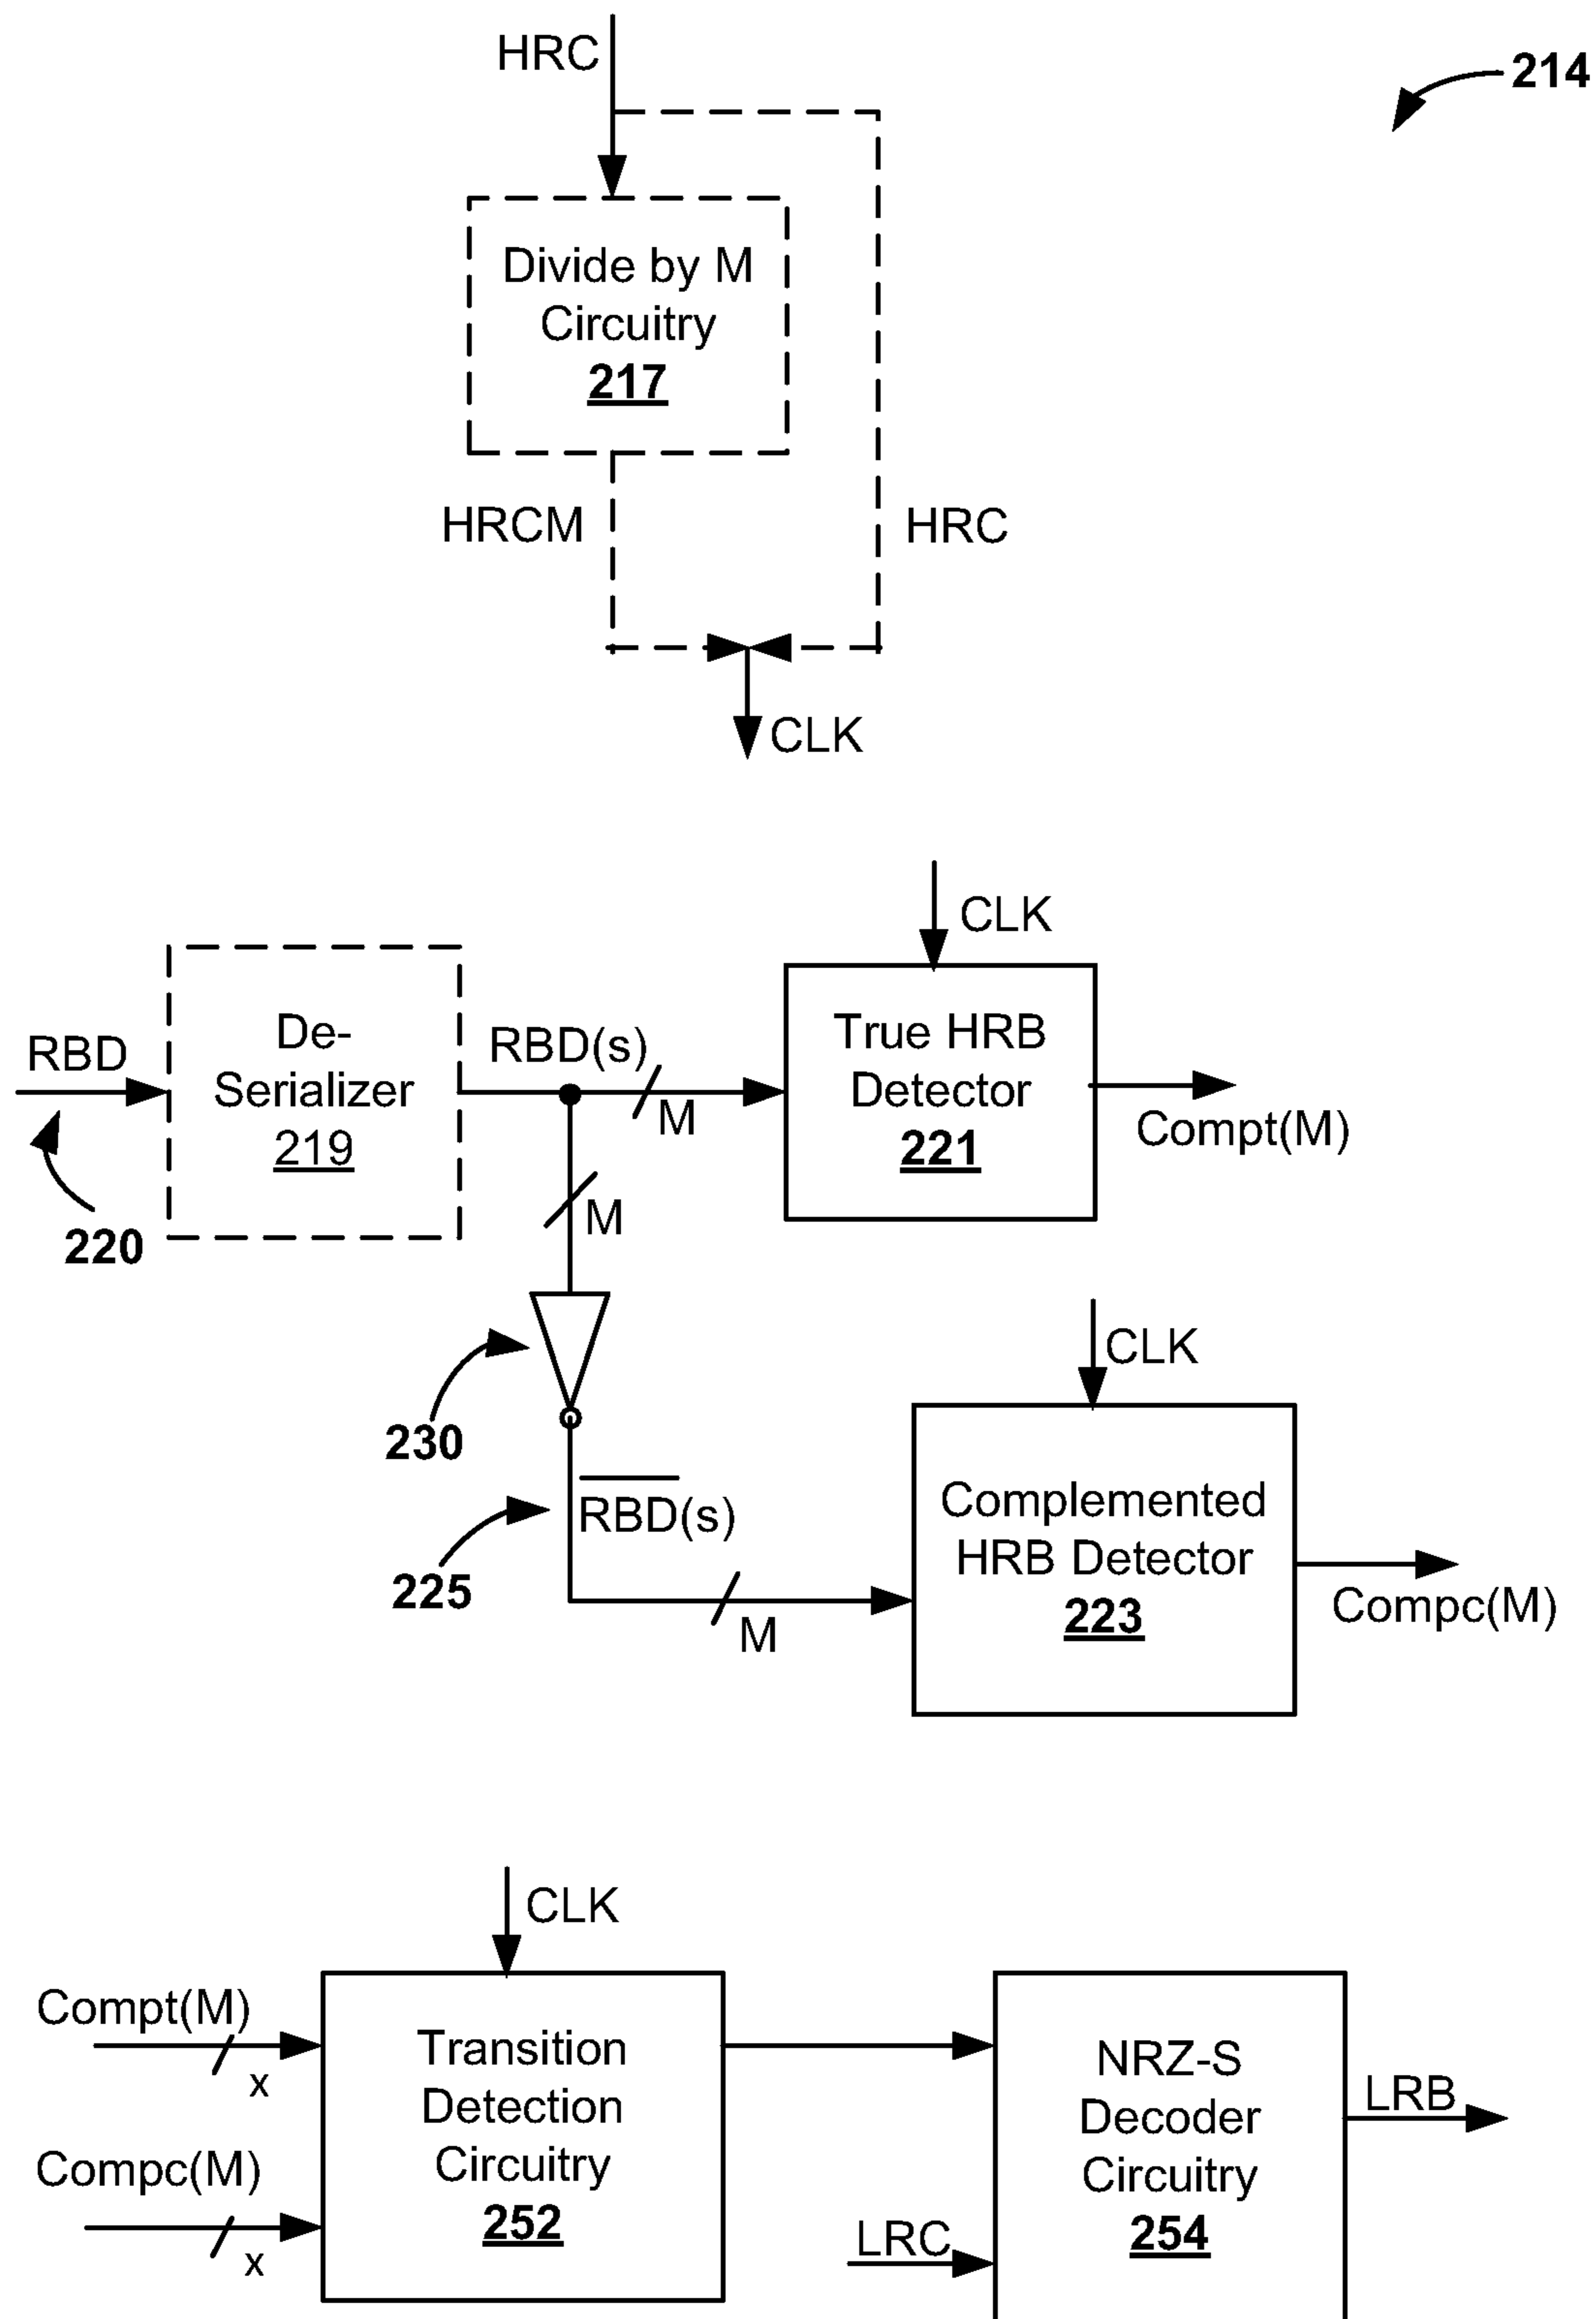 HRC
214
Divide by M
Circuitry
217
HRCM
HRC
CLK
CLK
RBD
De-
Serializer
219
RBD(s)
M
True HRB
Detector
221
Compt(M)
220
M
CLK
230
RBD(s)
225
M
Complemented
HRB Detector
223
Compc(M)
CLK
Compt(M)
x
Compc(M)
x
Transition
Detection
Circuitry
252
NRZ-S
Decoder
Circuitry
254
LRB
LRC